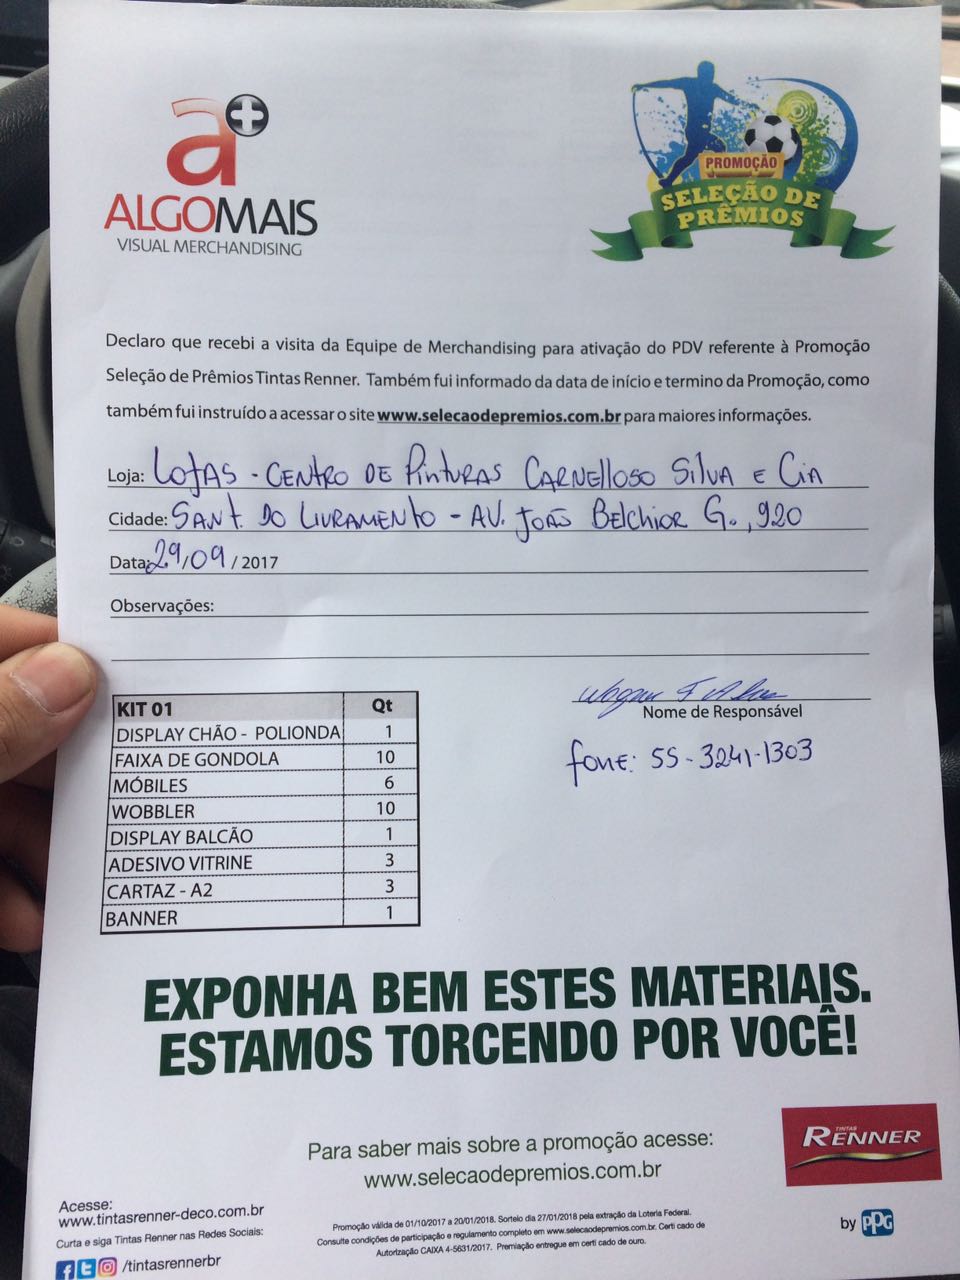 a+
ALGOMAIS
VISUAL MERCHANDISING
PROMOÇÃO
SELEÇÃO DE
PRÊMIOS
Declaro que recebi a visita da Equipe de Merchandising para ativação do PDV referente à Promoção
Seleção de Prêmios Tintas Renner. Também fui informado da data de início e termino da Promoção, como
também fui instruído a acessar o site www.selecaodepremios.com.br para maiores informações.
Loja: LOJAS - CENTRO DE PINTURAS CARNELLOSO SILVA E CIA
Cidade: SANT. DO LIVRAMENTO - AV. JOÃO BELCHIOR G., 920
Data: 29/09 / 2017
Observações:
KIT 01 Qt
DISPLAY CHÃO - POLIONDA 1
FAIXA DE GONDOLA 10
MÓBILES 6
WOBBLER 10
DISPLAY BALCÃO 1
ADESIVO VITRINE 3
CARTAZ - A2 3
BANNER 1
Nome de Responsável
fone: 55-3241-1303
EXPONHA BEM ESTES MATERIAIS.
ESTAMOS TORCENDO POR VOCÊ!
Para saber mais sobre a promoção acesse:
www.selecaodepremios.com.br
TINTAS
RENNER
by PPG
Acesse:
www.tintasrenner-deco.com.br
Curta e siga Tintas Renner nas Redes Sociais:
/tintasrennerbr
Promoção válida de 01/10/2017 a 20/01/2018. Sorteio dia 27/01/2018 pela extração da Loteria Federal.
Consulte condições de participação e regulamento completo em www.selecaodepremios.com.br. Certi cado de
Autorização CAIXA 4-5631/2017. Premiação entregue em certi cado de ouro.